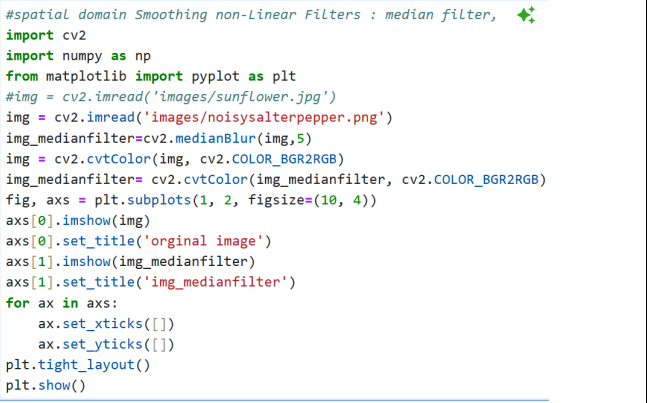 #spatial domain Smoothing non-Linear Filters : median filter,
import cv2
import numpy as np
from matplotlib import pyplot as plt
#img = cv2.imread('images/sunflower.jpg')
img = cv2.imread('images/noisysalterpepper.png')
img_medianfilter=cv2.medianBlur(img,5)
img = cv2.cvtColor(img, cv2.COLOR_BGR2RGB)
img_medianfilter= cv2.cvtColor(img_medianfilter, cv2.COLOR_BGR2RGB)
fig, axs = plt.subplots(1, 2, figsize=(10, 4))
axs[0].imshow(img)
axs[0].set_title('orginal image')
axs[1].imshow(img_medianfilter)
axs[1].set_title('img_medianfilter')
for ax in axs:
    ax.set_xticks([])
    ax.set_yticks([])
plt.tight_layout()
plt.show()